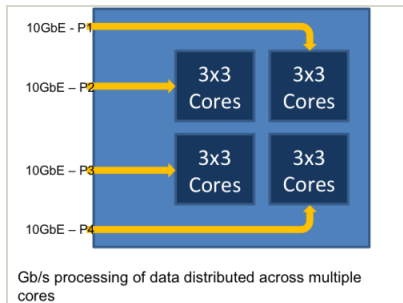 10GbE - P1
10GbE – P2
10GbE – P3
10GbE – P4
3x3
Cores
3x3
Cores
3x3
Cores
3x3
Cores
Gb/s processing of data distributed across multiple
cores